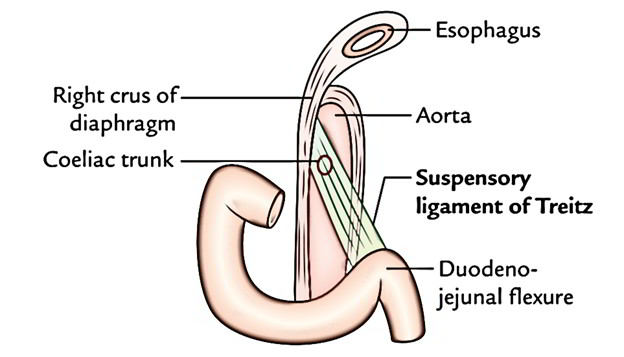 Esophagus
Right crus of
diaphragm
Aorta
Coeliac trunk
Suspensory
ligament of Treitz
Duodeno-
jejunal flexure